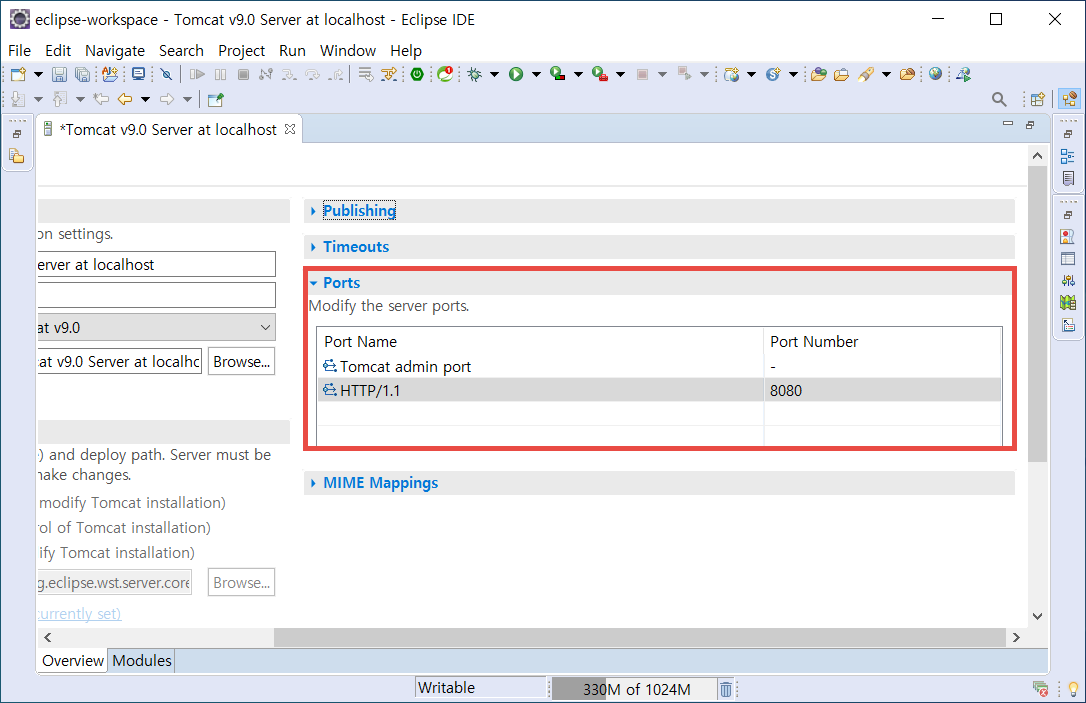 eclipse-workspace - Tomcat v9.0 Server at localhost - Eclipse IDE
File Edit Navigate Search Project Run Window Help
*Tomcat v9.0 Server at localhost
on settings.
erver at localhost
at v9.0
at v9.0 Server at localhc Browse...
) and deploy path. Server must be
nake changes.
modify Tomcat installation)
rol of Tomcat installation)
ify Tomcat installation)
g.eclipse.wst.server.core Browse...
currently set)
Publishing
Timeouts
Ports
Modify the server ports.
Port Name Port Number
Tomcat admin port -
HTTP/1.1 8080
MIME Mappings
Overview Modules
Writable 330M of 1024M